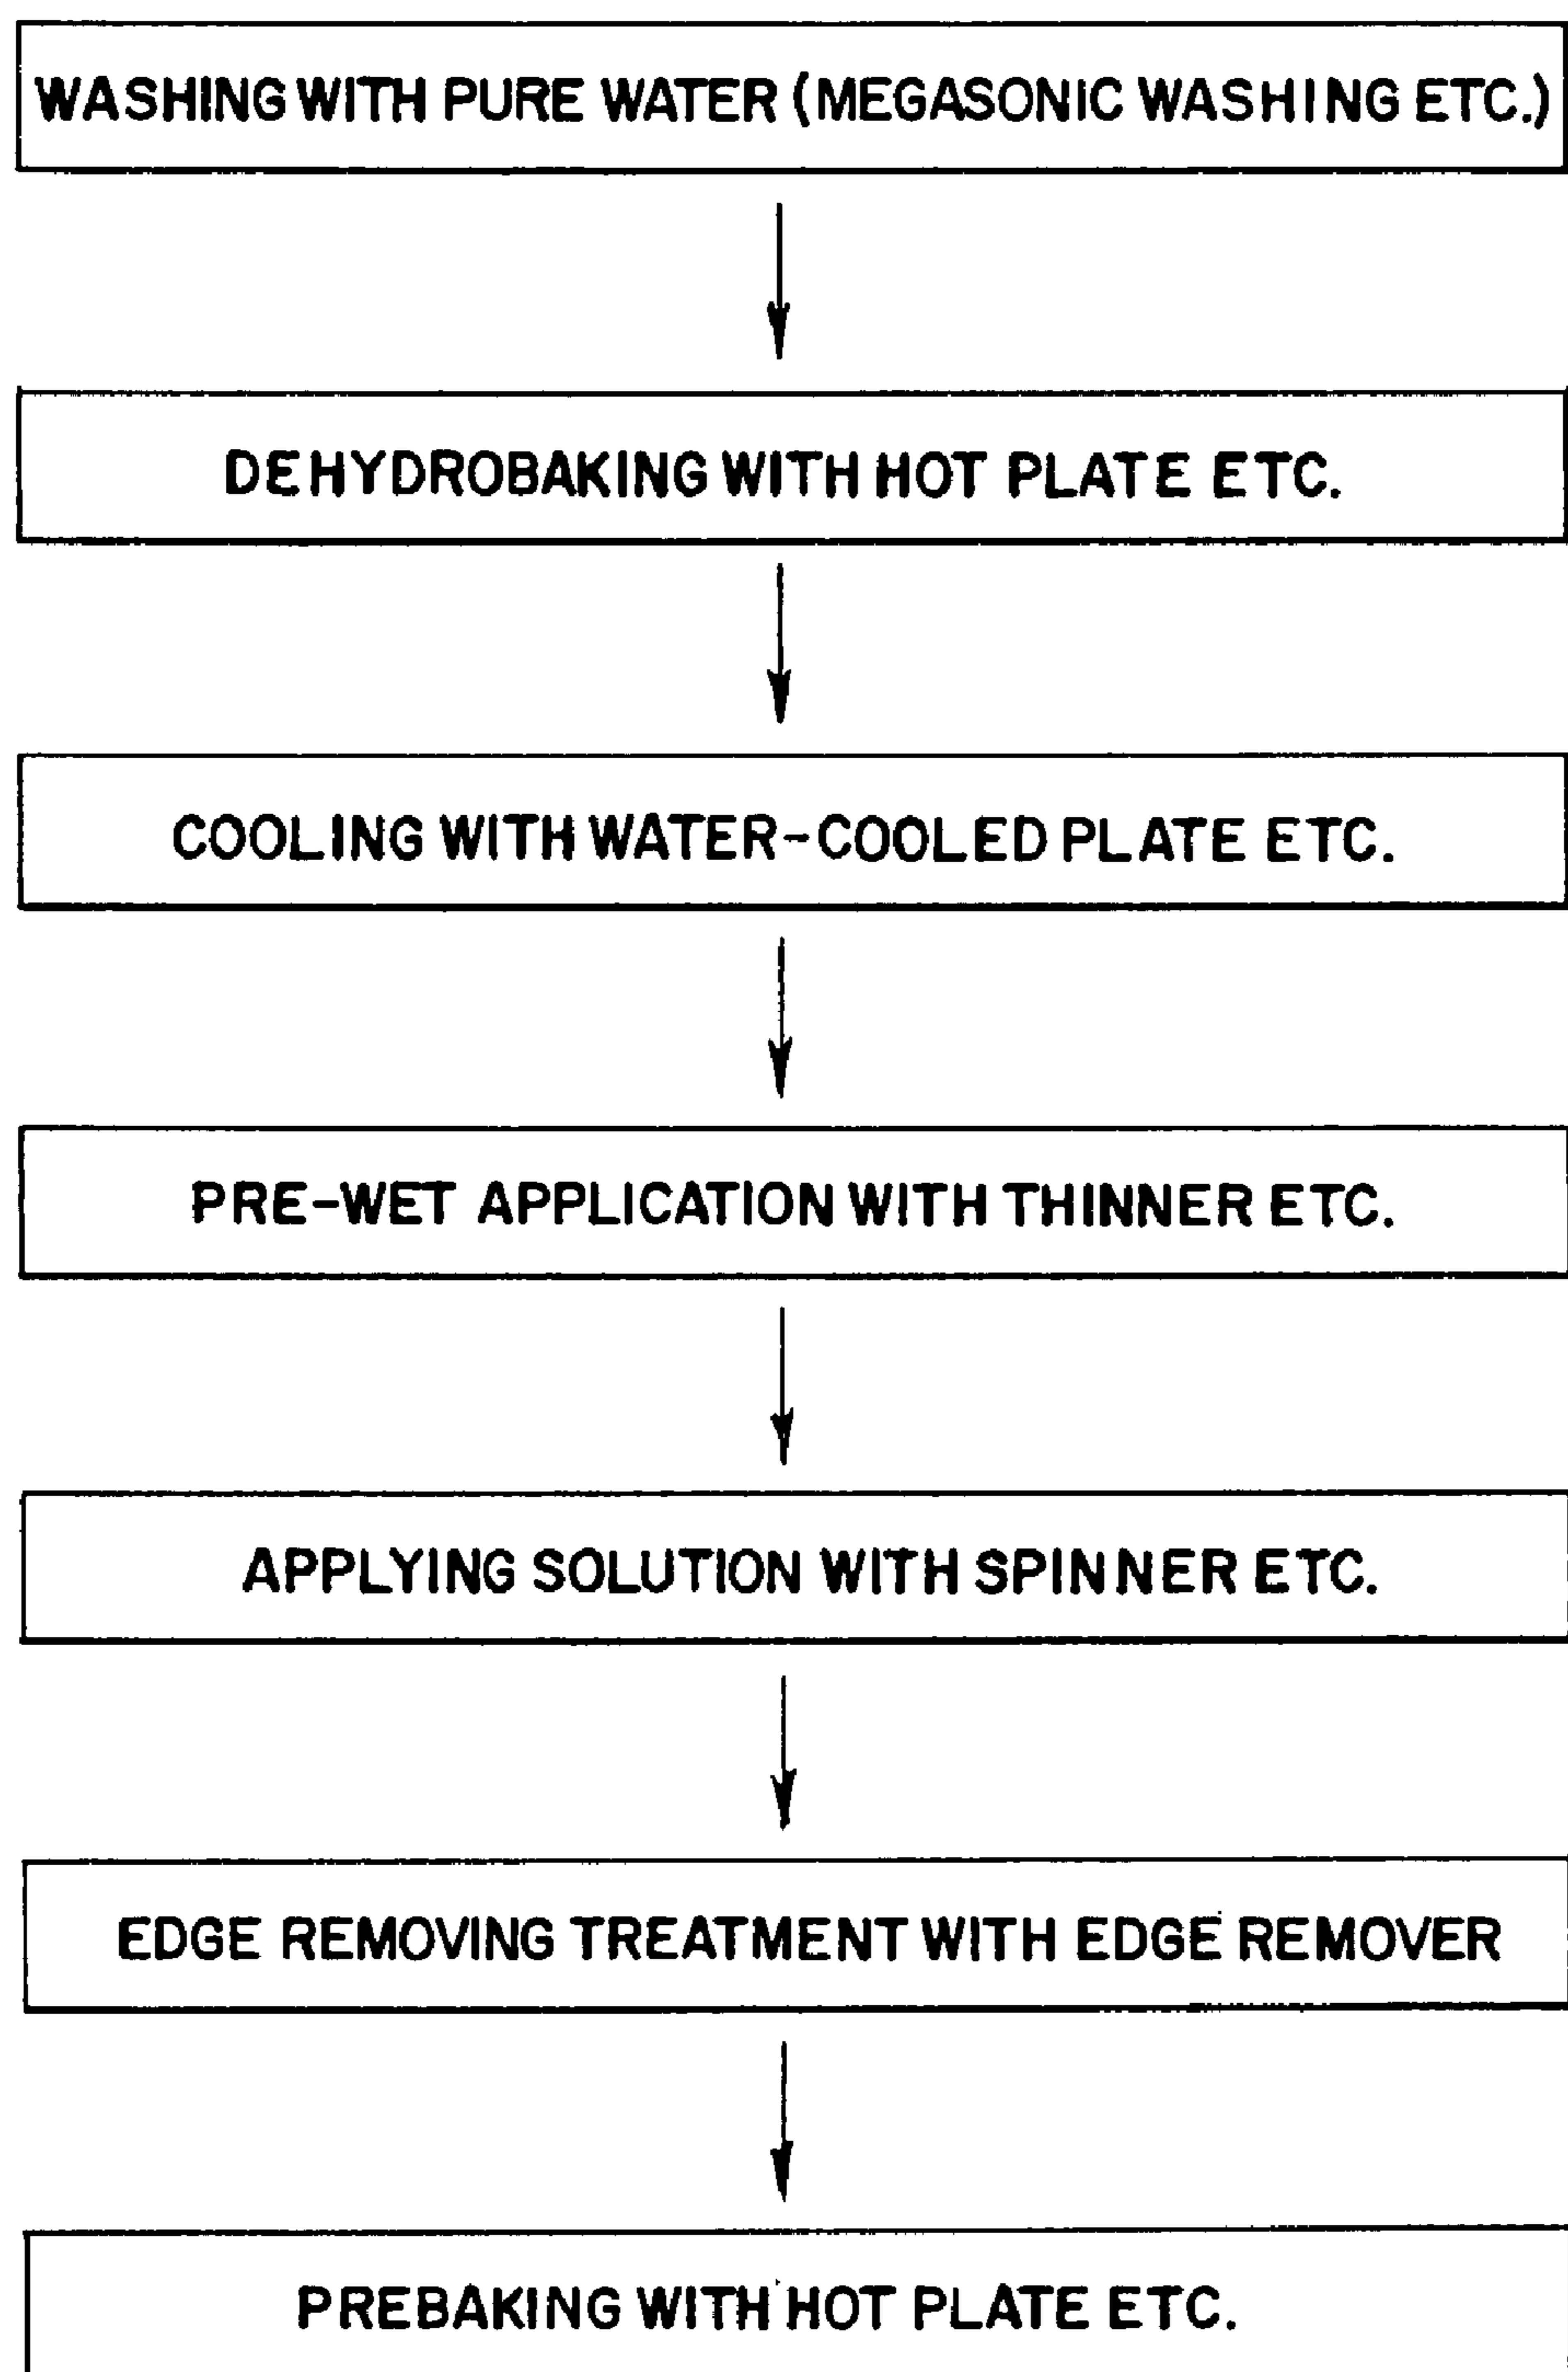 WASHING WITH PURE WATER (MEGASONIC WASHING ETC.)
DEHYDROBAKING WITH HOT PLATE ETC.
COOLING WITH WATER-COOLED PLATE ETC.
PRE-WET APPLICATION WITH THINNER ETC.
APPLYING SOLUTION WITH SPINNER ETC.
EDGE REMOVING TREATMENT WITH EDGE REMOVER
PREBAKING WITH HOT PLATE ETC.